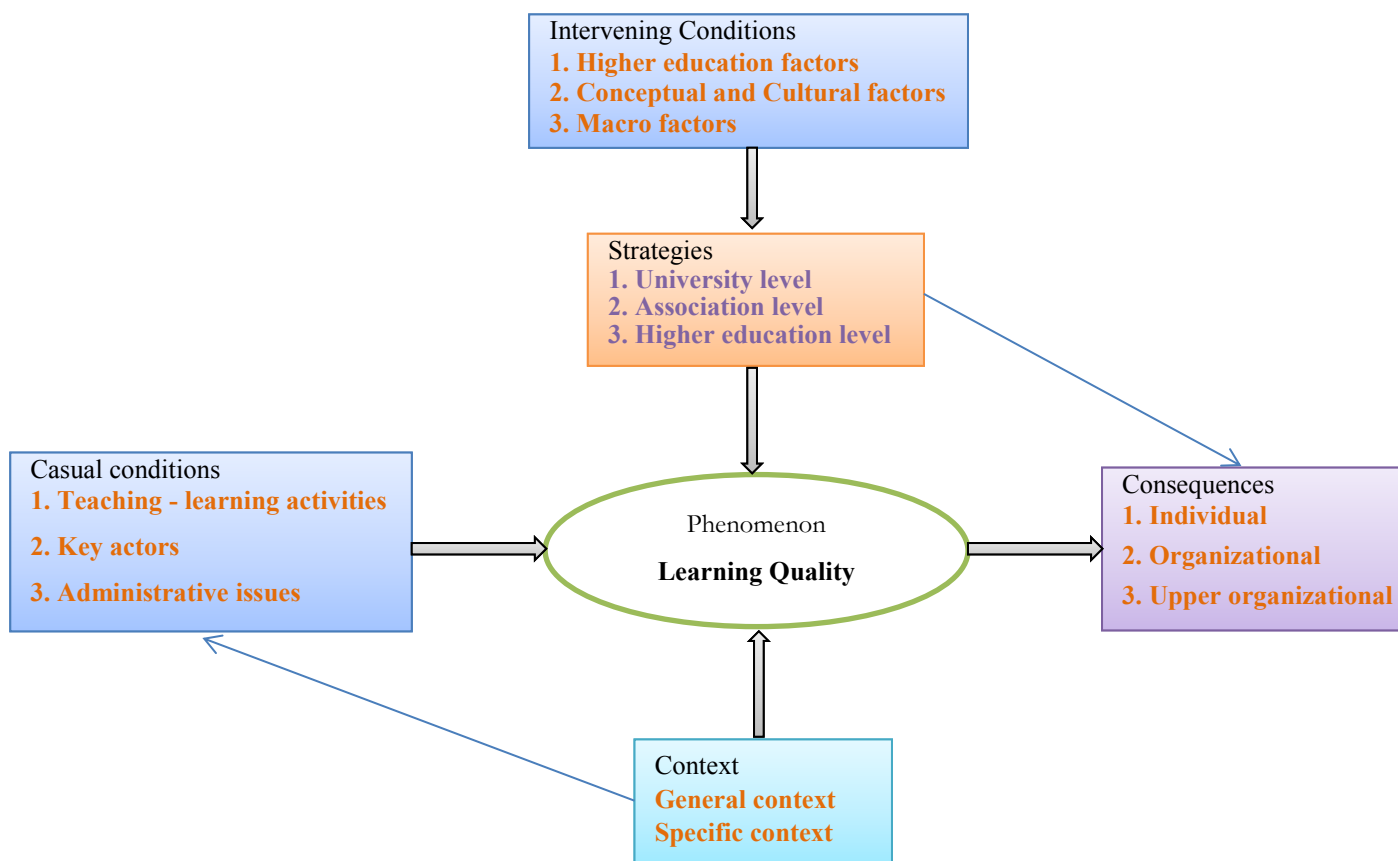 Intervening Conditions
1. Higher education factors
2. Conceptual and Cultural factors
3. Macro factors
Strategies
1. University level
2. Association level
3. Higher education level
Casual conditions
1. Teaching - learning activities
2. Key actors
3. Administrative issues
Phenomenon
Learning Quality
Consequences
1. Individual
2. Organizational
3. Upper organizational
Context
General context
Specific context